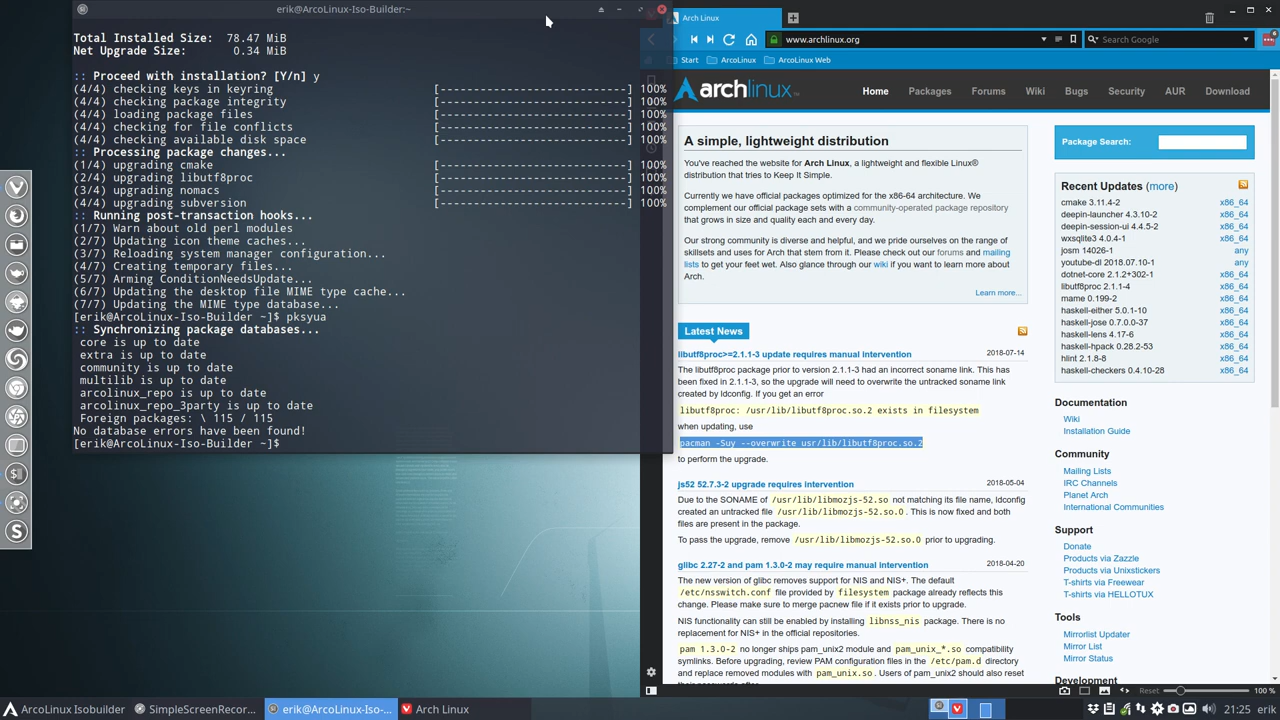 erik@ArcoLinux-Iso-Builder:~
Total Installed Size:  78.47 MiB
Net Upgrade Size:       0.34 MiB
:: Proceed with installation? [Y/n] y
(4/4) checking keys in keyring [----------------------] 100%
(4/4) checking package integrity [----------------------] 100%
(4/4) loading package files [----------------------] 100%
(4/4) checking for file conflicts [----------------------] 100%
(4/4) checking available disk space [----------------------] 100%
:: Processing package changes...
(1/4) upgrading exe [----------------------] 100%
(2/4) upgrading libutf8proc [----------------------] 100%
(3/4) upgrading nomacs [----------------------] 100%
(4/4) upgrading subversion [----------------------] 100%
:: Running post-transaction hooks...
(1/7) Warn about old perl modules
(2/7) Updating icon theme caches...
(3/7) Reloading system manager configuration...
(4/7) Creating temporary files...
(5/7) Arming ConditionNeedsUpdate...
(6/7) Updating the desktop file MIME type cache...
(7/7) Updating the MIME type database...
[erik@ArcoLinux-Iso-Builder ~]$ pksyua
:: Synchronizing package databases...
core is up to date
extra is up to date
community is up to date
multilib is up to date
arcolinux_repo is up to date
arcolinux_repo_3party is up to date
Foreign packages: / 7 / 7
No AUR updates have been found!
[erik@ArcoLinux-Iso-Builder ~]$
Arch Linux
www.archlinux.org
Search Google
6
Start
ArcoLinux
ArcoLinux Web
archlinux
Home
Packages
Forums
Wiki
Bugs
Security
AUR
Download
A simple, lightweight distribution
You've reached the website for Arch Linux, a lightweight and flexible Linux®
distribution that tries to Keep It Simple.
Currently we have official packages optimized for the x86-64 architecture. We
complement our official package sets with a community-operated package repository
that grows in size and quality each and every day.
Our strong community is diverse and helpful, and we pride ourselves on the range of
skillsets and uses for Arch that stem from it. Please check out our forums and mailing
lists to get your feet wet. Also glance through our wiki if you want to learn more about
Arch.
Learn more...
Latest News
libutf8proc>=2.1.1-3 update requires manual intervention 2018-07-14
The libutf8proc package prior to version 2.1.1-3 had an incorrect soname link. This has
been fixed in 2.1.1-3, so the upgrade will need to overwrite the untracked soname link
created by ldconfig. If you get an error
libutf8proc: /usr/lib/libutf8proc.so.2 exists in filesystem
when updating, use
pacman -Suy --overwrite usr/lib/libutf8proc.so.2
to perform the upgrade.
js52 52.7.3-2 upgrade requires intervention 2018-05-04
Due to the SONAME of /usr/lib/libmozjs-52.so not matching its file name, ldconfig
created an untracked file /usr/lib/libmozjs-52.so.0. This is now fixed and both
files are present in the package.
To pass the upgrade, remove /usr/lib/libmozjs-52.so.0 prior to upgrading.
glibc 2.27-2 and pam 1.3.0-2 may require manual intervention 2018-04-20
The new version of glibc removes support for NIS and NIS+. The default
/etc/nsswitch.conf file provided by filesystem package already reflects this
change. Please make sure to merge pacnew file if it exists prior to upgrade.
NIS functionality can still be enabled by installing libnss_nis package. There is no
replacement for NIS+ in the official repositories.
pam 1.3.0-2 no longer ships pam_unix2 module and pam_unix_*.so compatibility
symlinks. Before upgrading, review PAM configuration files in the /etc/pam.d directory
and replace removed modules with pam_unix.so. Users of pam_unix2 should also reset
Package Search:
Recent Updates (more)
cmake 3.11.4-2 x86_64
deepin-launcher 4.3.10-2 x86_64
deepin-session-ui 4.4.5-2 x86_64
wxsqlite3 4.0.4-1 x86_64
josm 14026-1 any
youtube-dl 2018.07.10-1 any
dotnet-core 2.1.2+302-1 x86_64
libutf8proc 2.1.1-4 x86_64
mame 0.199-2 x86_64
haskell-either 5.0.1-10 x86_64
haskell-jose 0.7.0.0-37 x86_64
haskell-lens 4.17-6 x86_64
haskell-hpack 0.28.2-53 x86_64
hlint 2.1.8-8 x86_64
haskell-checkers 0.4.10-28 x86_64
Documentation
Wiki
Installation Guide
Community
Mailing Lists
IRC Channels
Planet Arch
International Communities
Support
Donate
Products via Zazzle
Products via Unixstickers
T-shirts via Freewear
T-shirts via HELLOTUX
Tools
Mirrorlist Updater
Mirror List
Mirror Status
Development
Reset
100 %
Arch Linux Isobuilder
SimpleScreenRecor...
erik@ArcoLinux-Iso-...
Arch Linux
21:25
erik